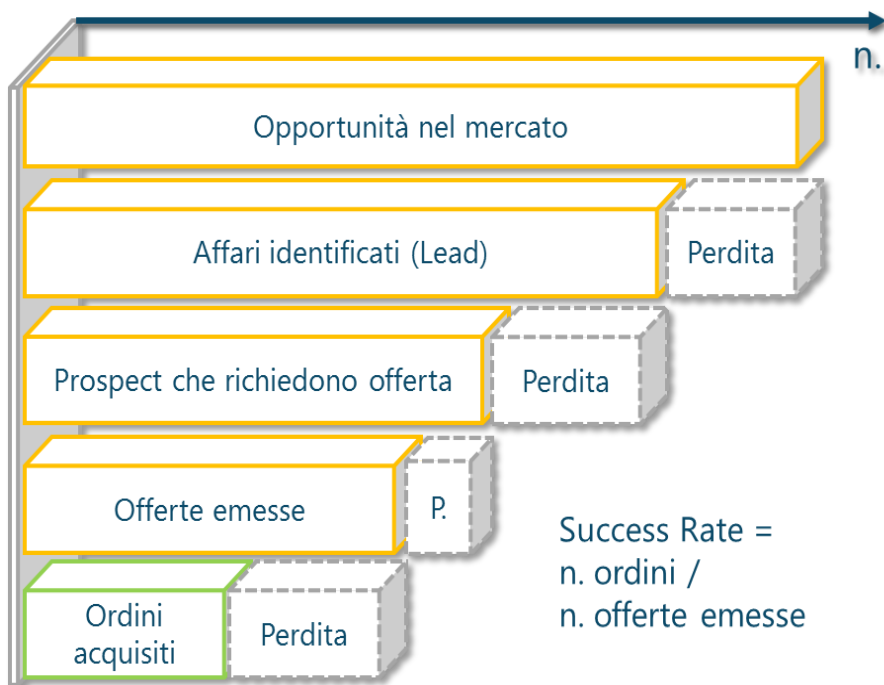 n.
Opportunità nel mercato
Affari identificati (Lead)
Perdita
Prospect che richiedono offerta
Perdita
Offerte emesse
P.
Ordini
acquisiti
Perdita
Success Rate =
n. ordini /
n. offerte emesse